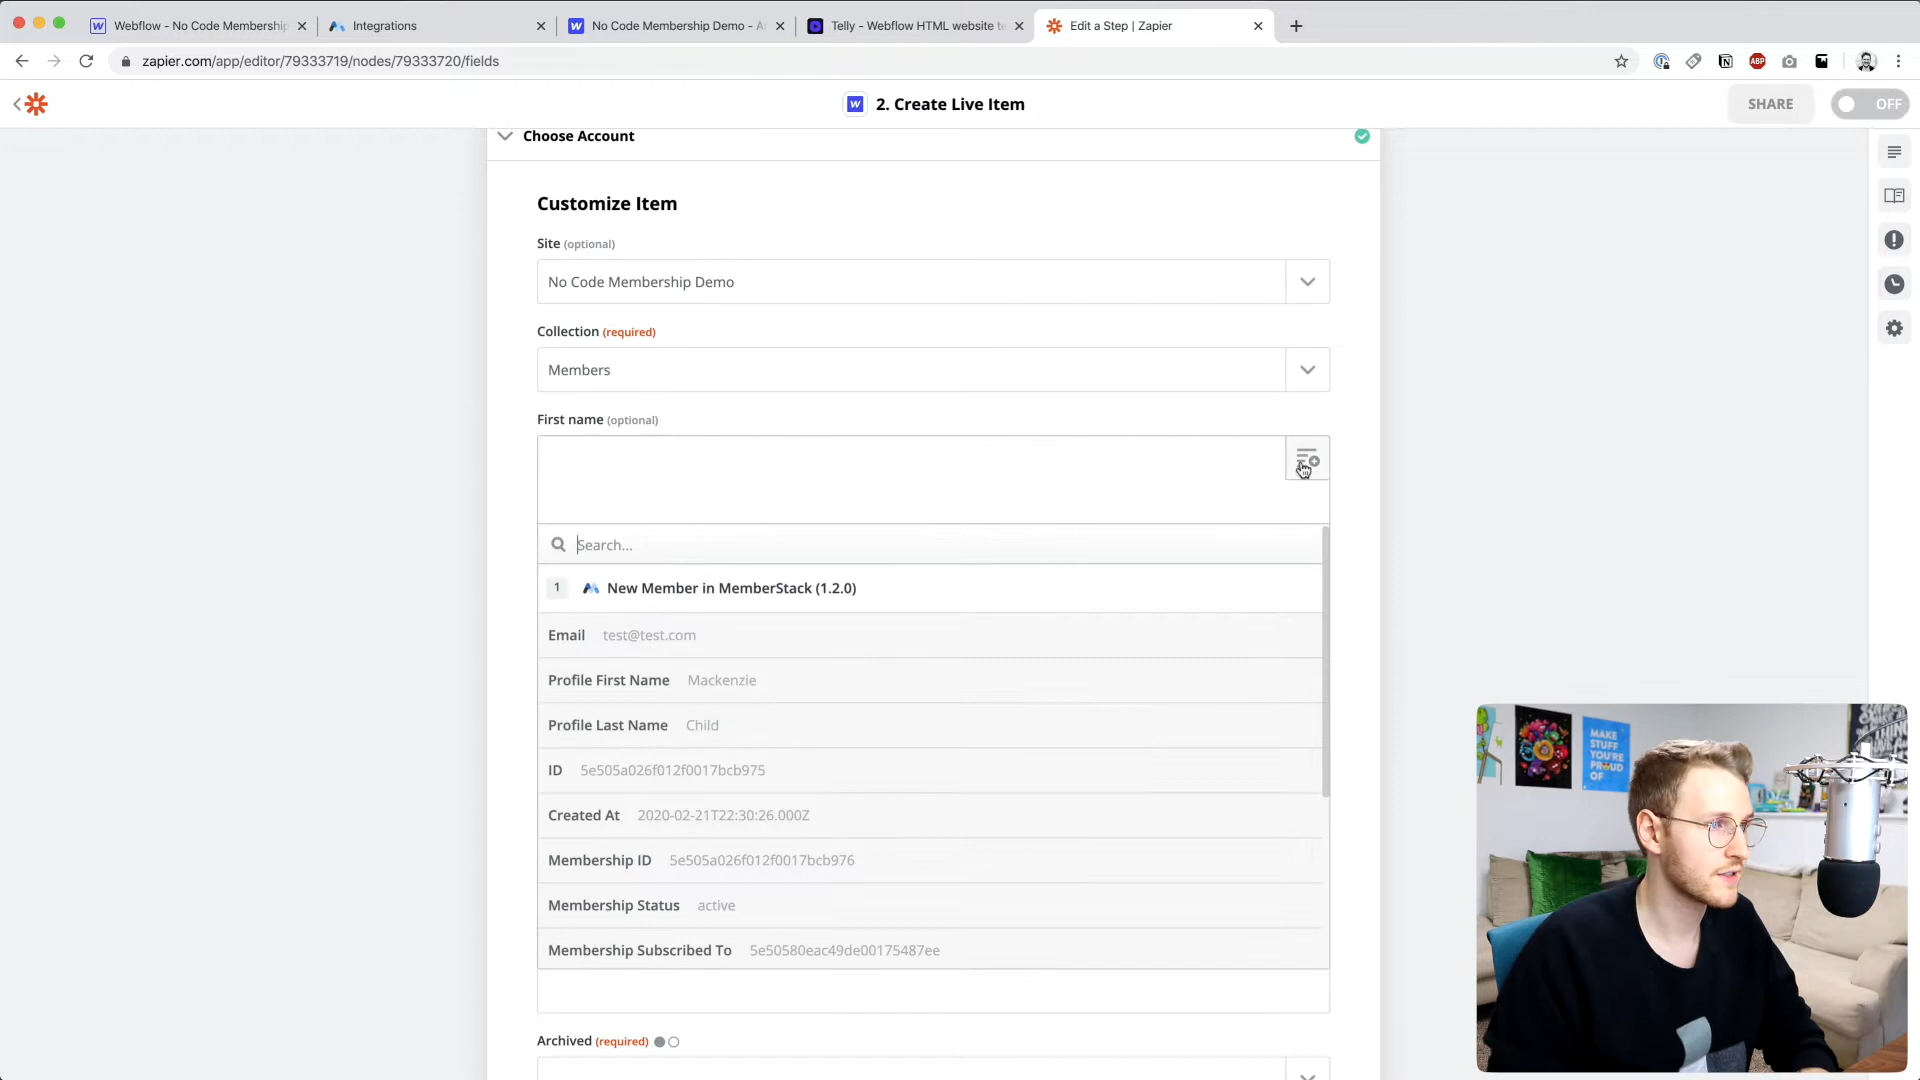 Webflow - No Code Membership
Integrations
No Code Membership Demo - A
Telly - Webflow HTML website te
Edit a Step | Zapier
zapier.com/app/editor/79333719/nodes/79333720/fields
ABP
2. Create Live Item
SHARE
OFF
Choose Account
Customize Item
Site (optional)
No Code Membership Demo
Collection (required)
Members
First name (optional)
Search...
1 New Member in MemberStack (1.2.0)
Email test@test.com
Profile First Name Mackenzie
Profile Last Name Child
ID 5e505a026f012f0017bcb975
Created At 2020-02-21T22:30:26.000Z
Membership ID 5e505a026f012f0017bcb976
Membership Status active
Membership Subscribed To 5e50580eac49de00175487ee
Archived (required)
MAKE
STUFF
YOU'RE
PROUD
OF